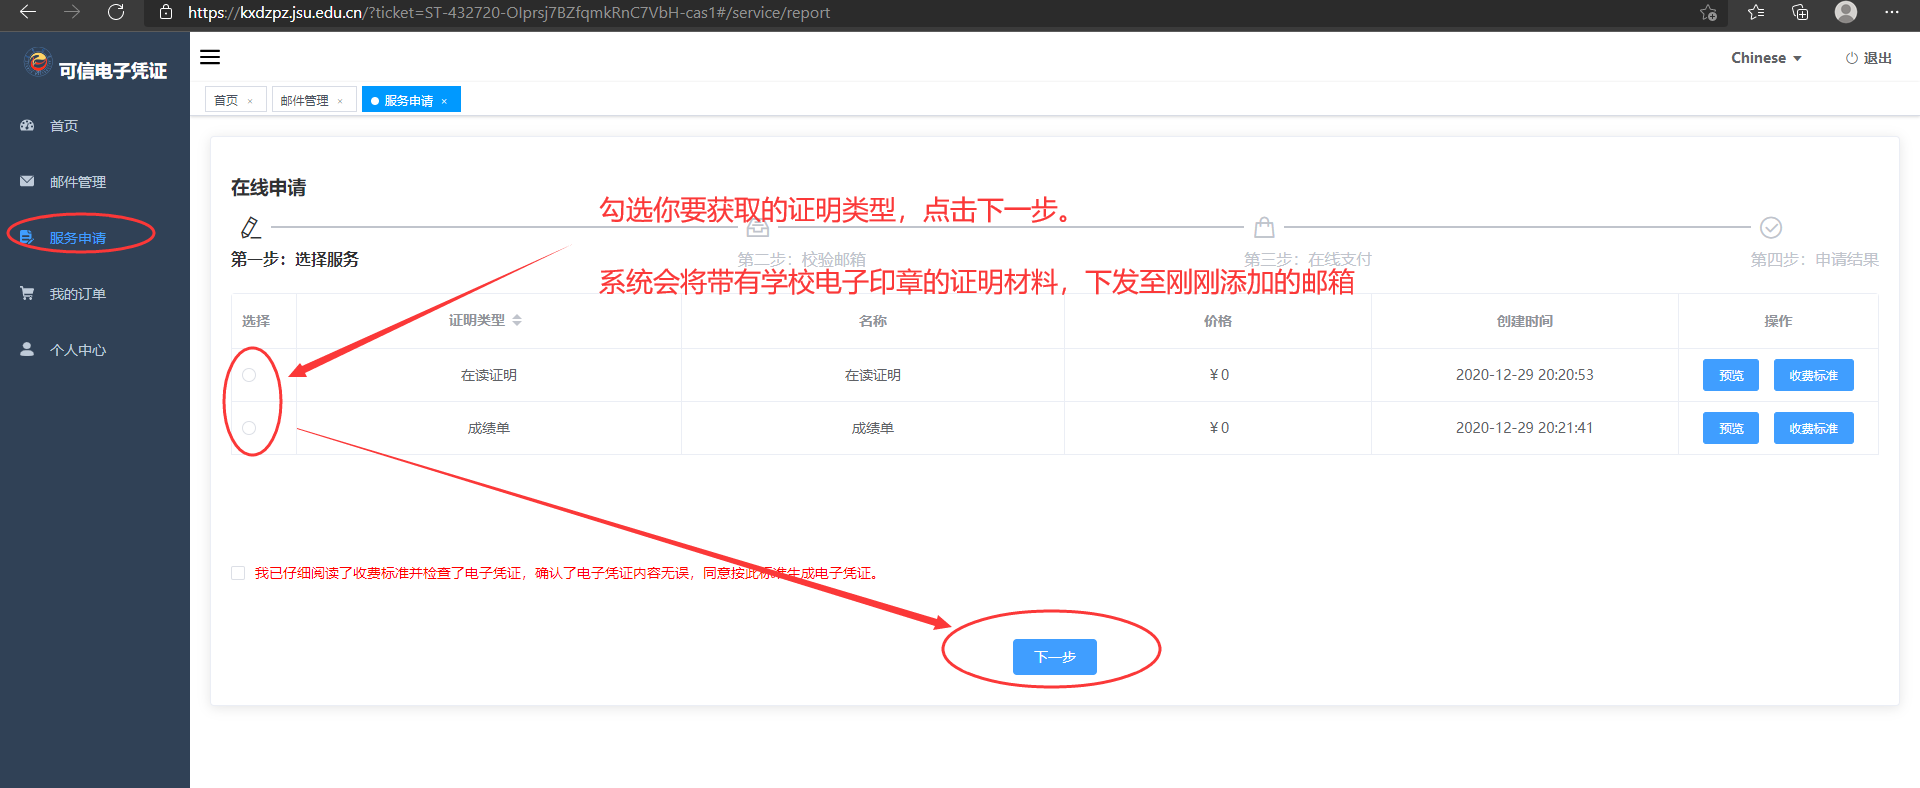 https://kxdzpz.jsu.edu.cn/?ticket=ST-432720-OIprsj7BZfqmkRnC7VbH-cas1#/service/report
可信电子凭证
Chinese
退出
首页 ×
邮件管理 ×
服务申请 ×
首页
邮件管理
服务申请
我的订单
个人中心
在线申请
勾选你要获取的证明类型，点击下一步。
第一步：选择服务
第二步：校验邮箱
第三步：在线支付
第四步：申请结果
系统会将带有学校电子印章的证明材料，下发至刚刚添加的邮箱
选择 证明类型 名称 价格 创建时间 操作
在读证明 在读证明 ¥0 2020-12-29 20:20:53 预览 收费标准
成绩单 成绩单 ¥0 2020-12-29 20:21:41 预览 收费标准
我已仔细阅读了收费标准并检查了电子凭证，确认了电子凭证内容无误，同意按此标准生成电子凭证。
下一步